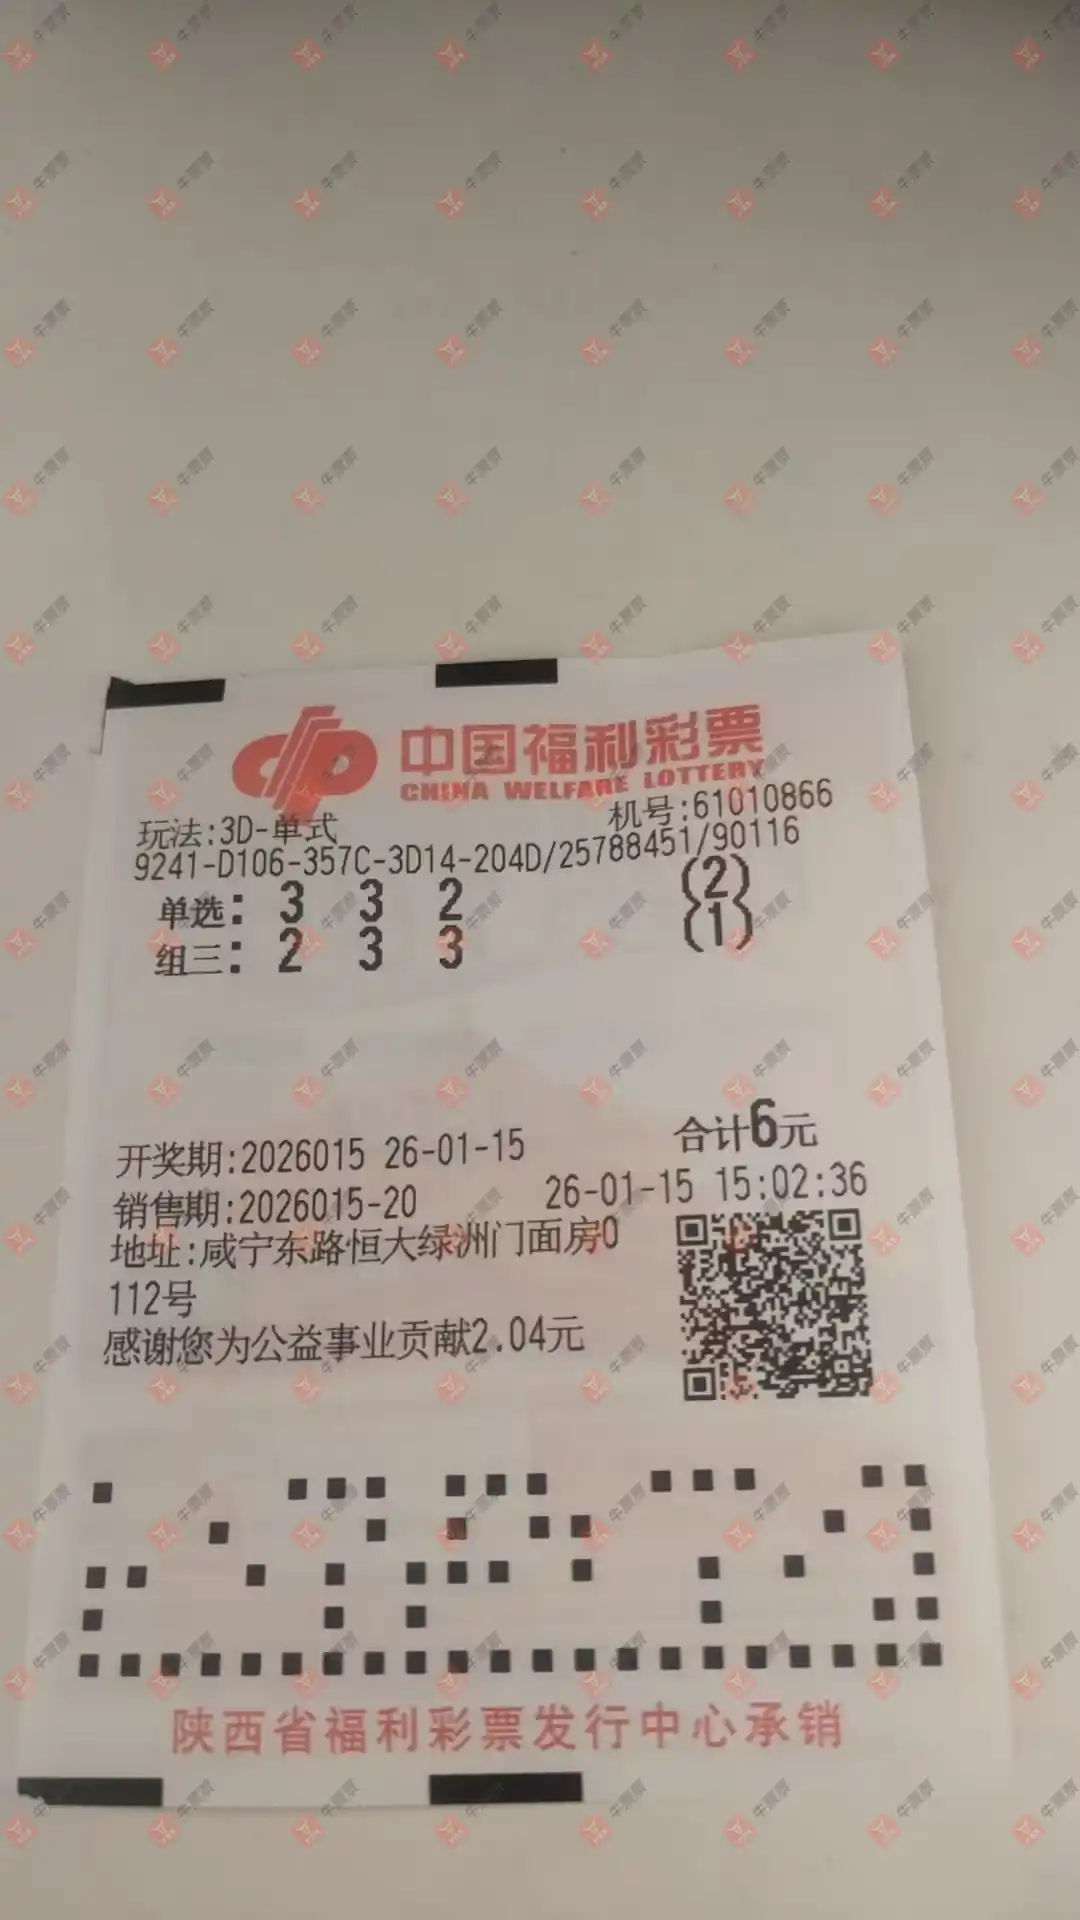 中国福利彩票
CHINA WELFARE LOTTERY
玩法:3D-单式 机号:61010866
9241-D106-357C-3D14-204D/25788451/90116
单选: 3 3 2 (2)
组三: 2 3 3 (1)
合计6元
开奖期:2026015 26-01-15
销售期:2026015-20 26-01-15 15:02:36
地址:咸宁东路恒大绿洲门面房0
112号
感谢您为公益事业贡献2.04元
陕西省福利彩票发行中心承销
牛票票